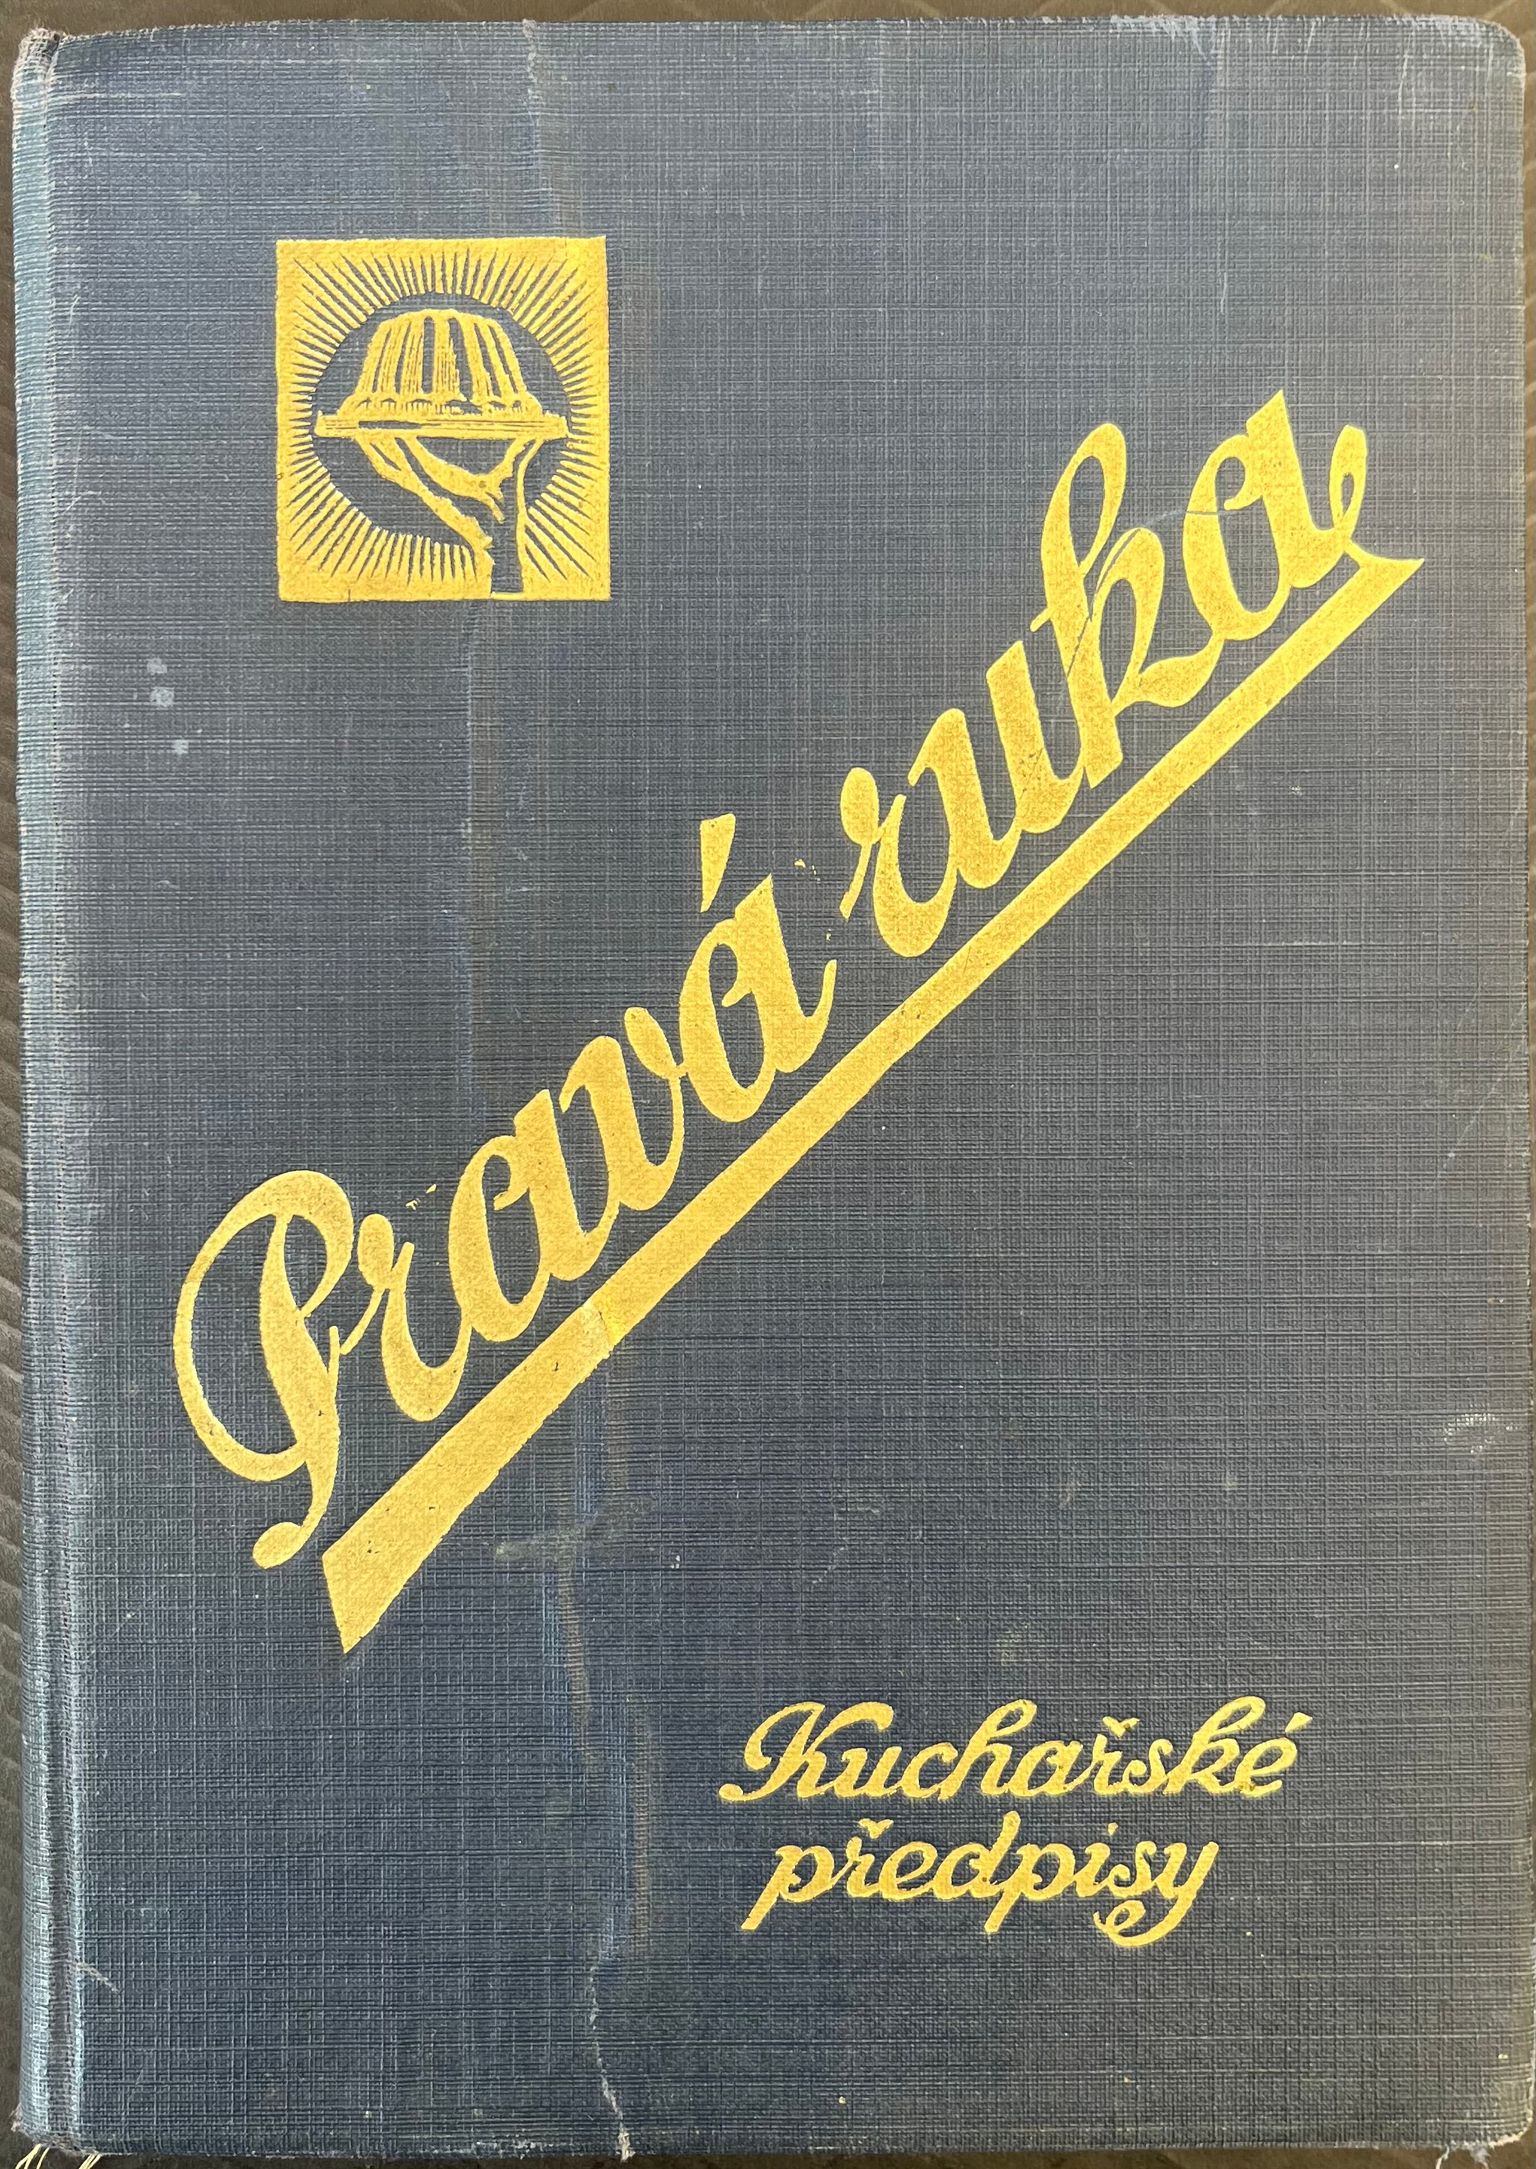 Pravá ruka
Kuchařské
předpisy